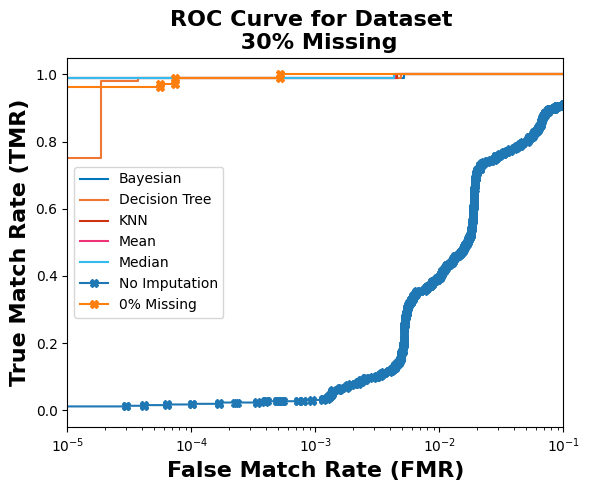 ROC Curve for Dataset
30% Missing
True Match Rate (TMR)
1.0
0.8
0.6
0.4
0.2
0.0
Bayesian
Decision Tree
KNN
Mean
Median
No Imputation
0% Missing
10⁻⁵
10⁻⁴
10⁻³
10⁻²
10⁻¹
False Match Rate (FMR)